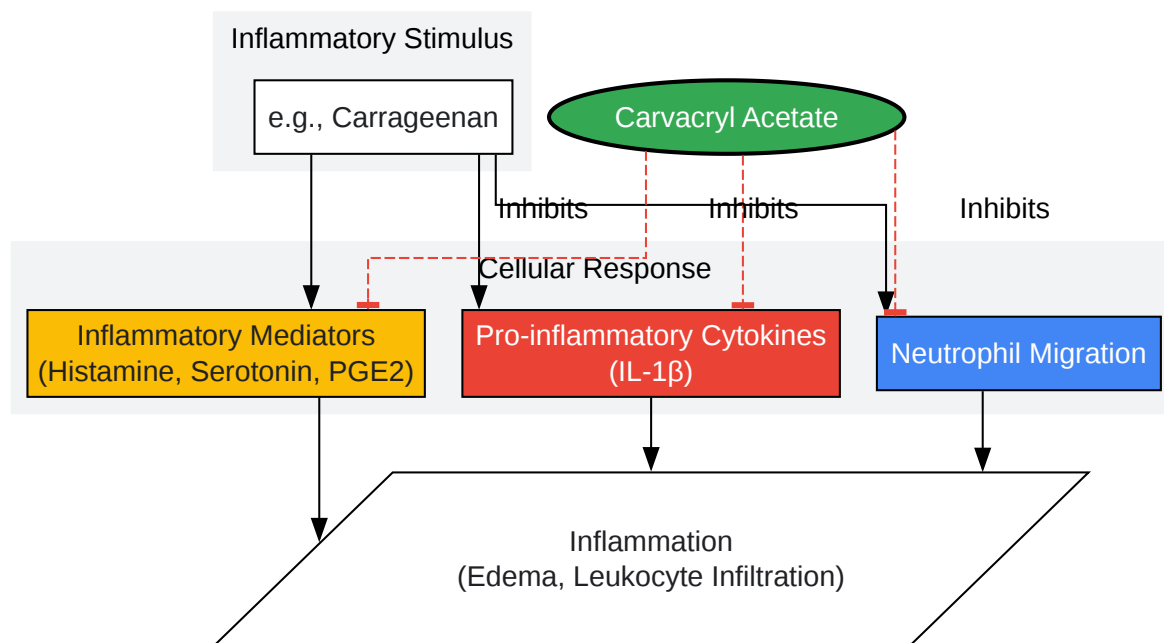 Inflammatory Stimulus
e.g., Carrageenan
Carvacryl Acetate
Inhibits
Inhibits
Inhibits
Cellular Response
Inflammatory Mediators
(Histamine, Serotonin, PGE2)
Pro-inflammatory Cytokines
(IL-1β)
Neutrophil Migration
Inflammation
(Edema, Leukocyte Infiltration)